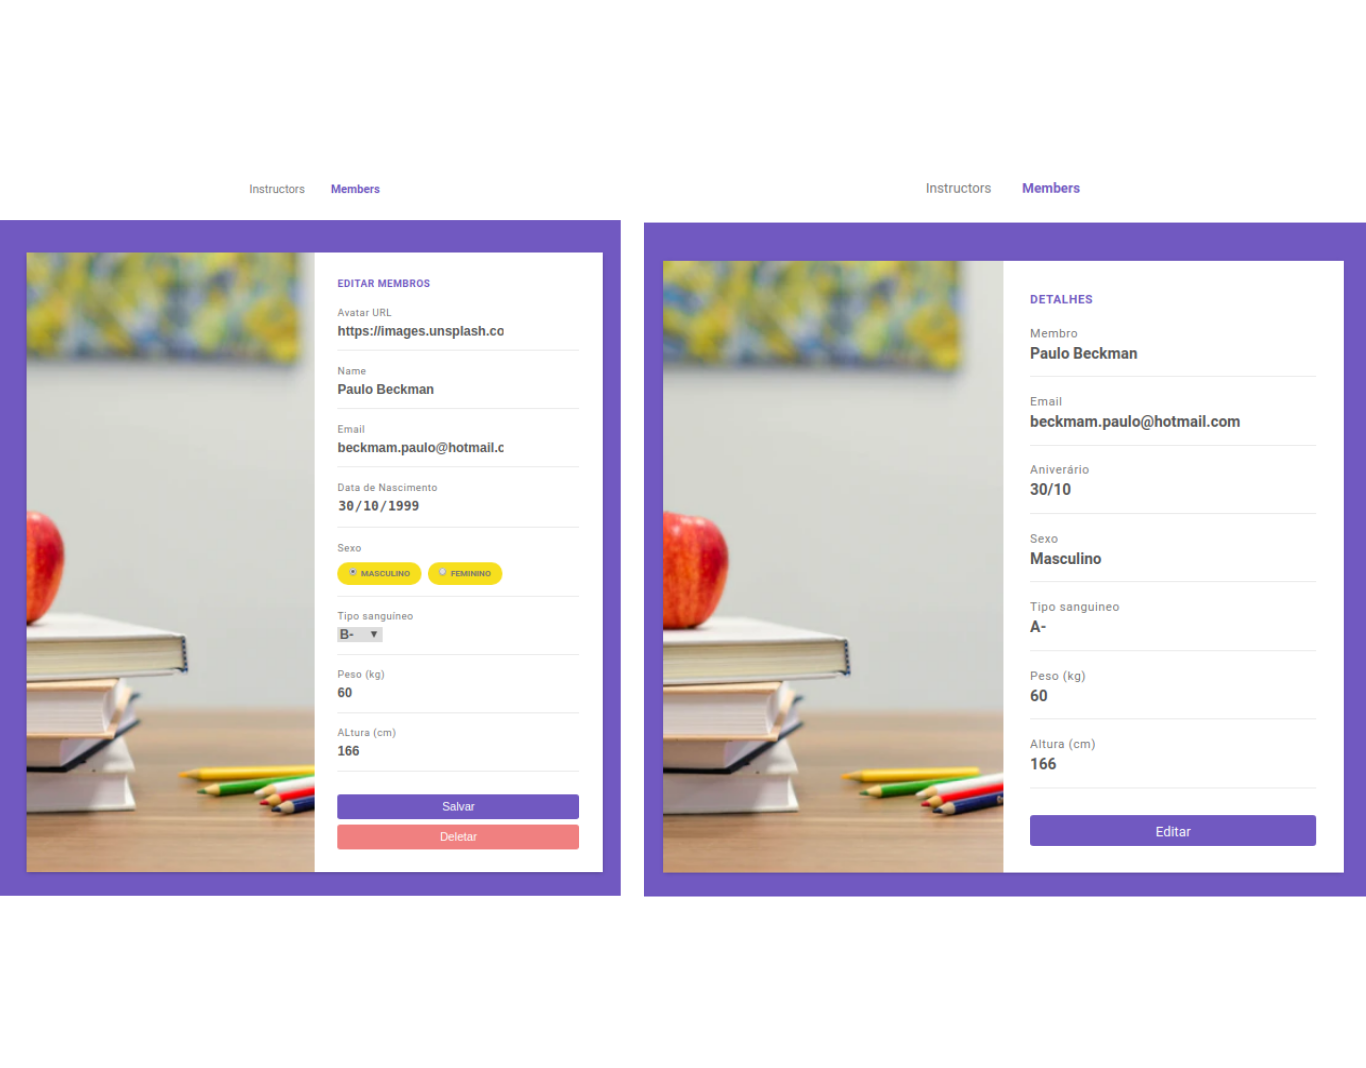 Instructors Members
EDITAR MEMBROS
Avatar URL
https://images.unsplash.co
Name
Paulo Beckman
Email
beckmam.paulo@hotmail.c
Data de Nascimento
30/10/1999
Sexo
MASCULINO FEMININO
Tipo sanguíneo
B-
Peso (kg)
60
ALtura (cm)
166
Salvar
Deletar
Instructors Members
DETALHES
Membro
Paulo Beckman
Email
beckmam.paulo@hotmail.com
Aniverário
30/10
Sexo
Masculino
Tipo sanguineo
A-
Peso (kg)
60
Altura (cm)
166
Editar